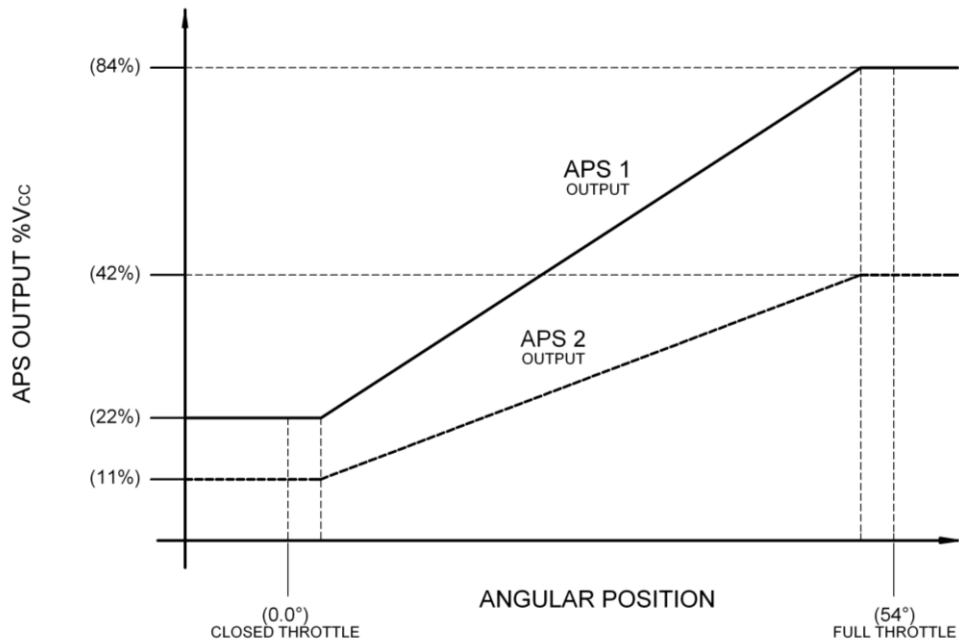 (84%)
APS 1
OUTPUT
APS OUTPUT %Vcc
(42%)
APS 2
OUTPUT
(22%)
(11%)
ANGULAR POSITION
(0.0°)
CLOSED THROTTLE
(54°)
FULL THROTTLE